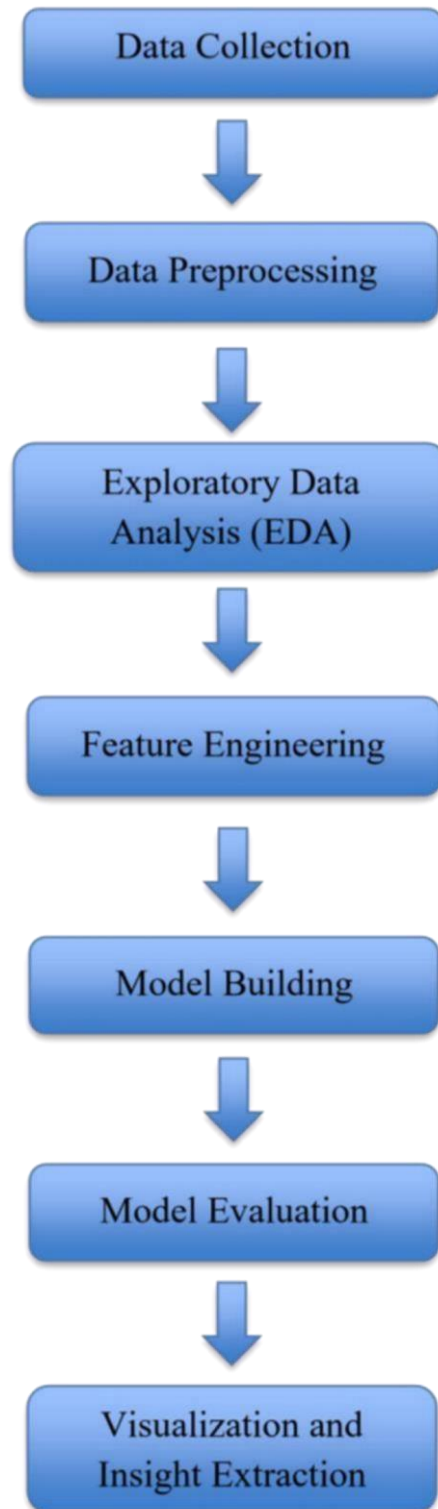 Data Collection
Data Preprocessing
Exploratory Data
Analysis (EDA)
Feature Engineering
Model Building
Model Evaluation
Visualization and
Insight Extraction